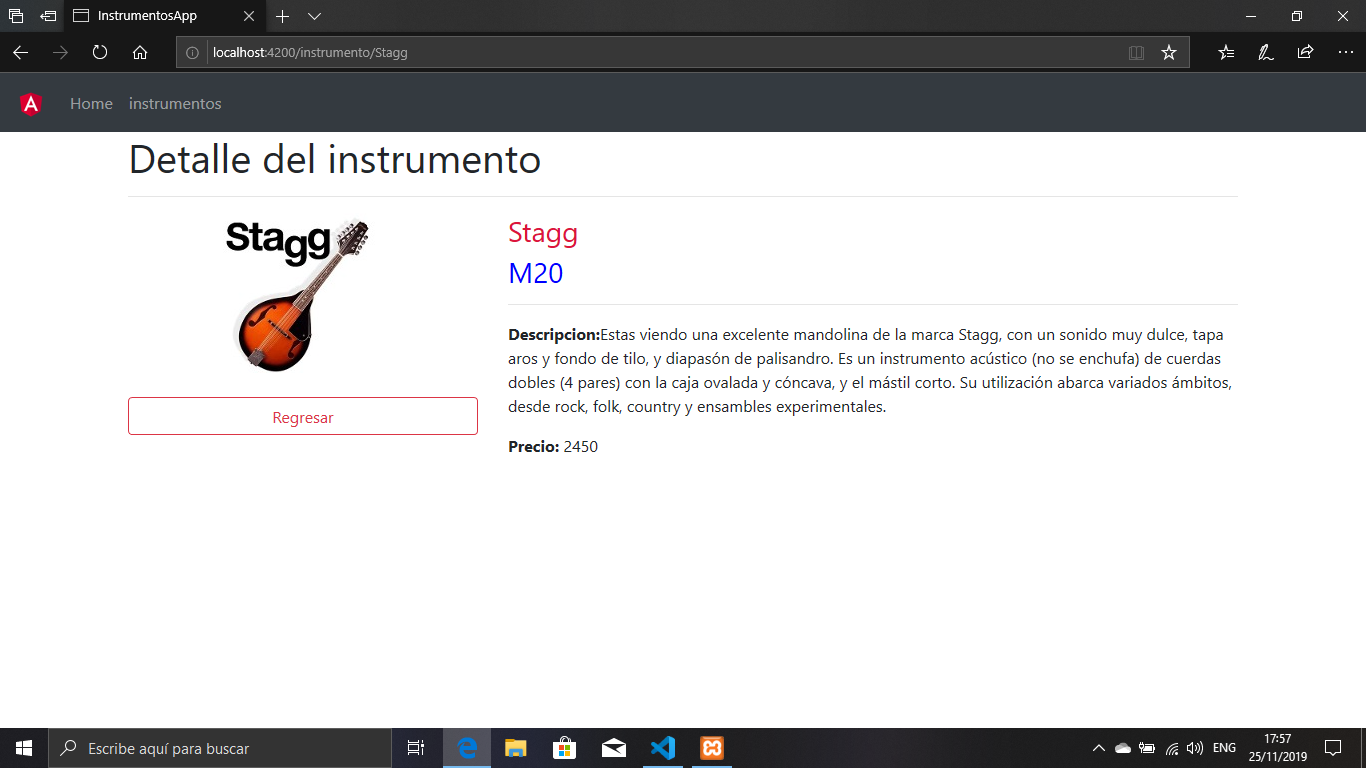 InstrumentosApp
localhost:4200/instrumento/Stagg
Home instrumentos
Detalle del instrumento
Stagg
Stagg
M20
Descripcion:Estas viendo una excelente mandolina de la marca Stagg, con un sonido muy dulce, tapa
aros y fondo de tilo, y diapasón de palisandro. Es un instrumento acústico (no se enchufa) de cuerdas
dobles (4 pares) con la caja ovalada y cóncava, y el mástil corto. Su utilización abarca variados ámbitos,
desde rock, folk, country y ensambles experimentales.
Regresar
Precio: 2450
Escribe aquí para buscar
ENG
17:57
25/11/2019